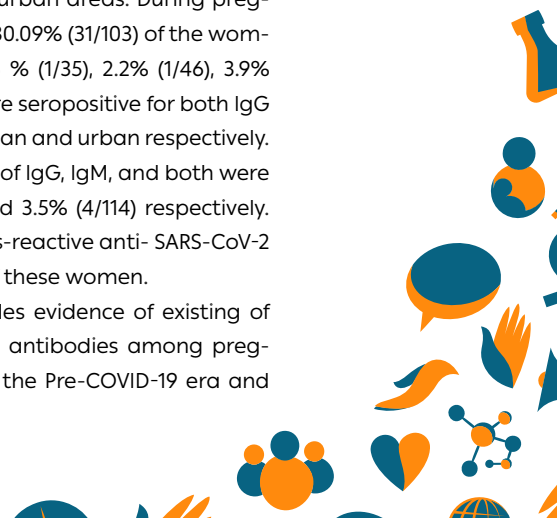 urban areas. During preg-
30.09% (31/103) of the wom-
% (1/35), 2.2% (1/46), 3.9%
re seropositive for both IgG
an and urban respectively.
of IgG, IgM, and both were
d 3.5% (4/114) respectively.
s-reactive anti- SARS-CoV-2
these women.
les evidence of existing of
antibodies among preg-
the Pre-COVID-19 era and